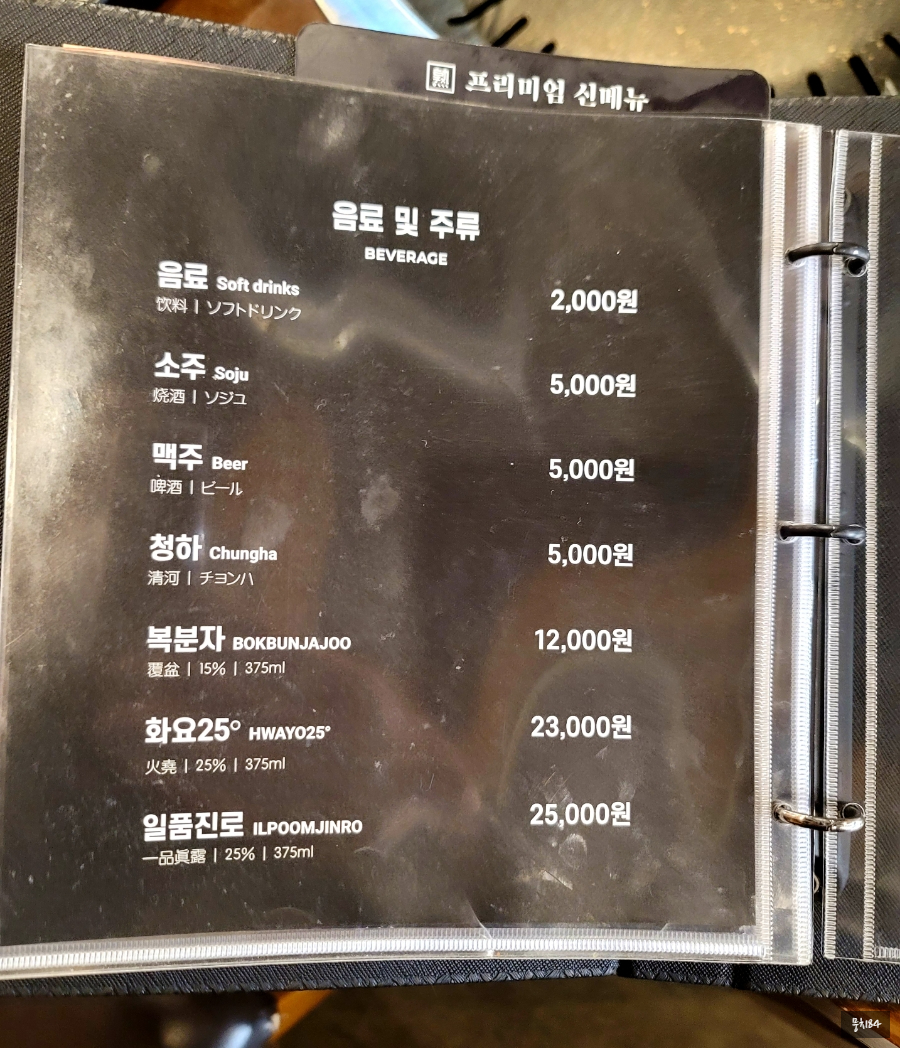 프리미엄 신메뉴
음료 및 주류
BEVERAGE
음료 Soft drinks 2,000원
饮料 | ソフトドリンク
소주 Soju 5,000원
烧酒 | ソジュ
맥주 Beer 5,000원
啤酒 | ビール
청하 Chungha 5,000원
清河 | チョンハ
복분자 BOKBUNJAJOO 12,000원
覆盆 | 15% | 375ml
화요25° HWAYO25° 23,000원
火堯 | 25% | 375ml
일품진로 ILPOOMJINRO 25,000원
一品眞露 | 25% | 375ml
뭉치84